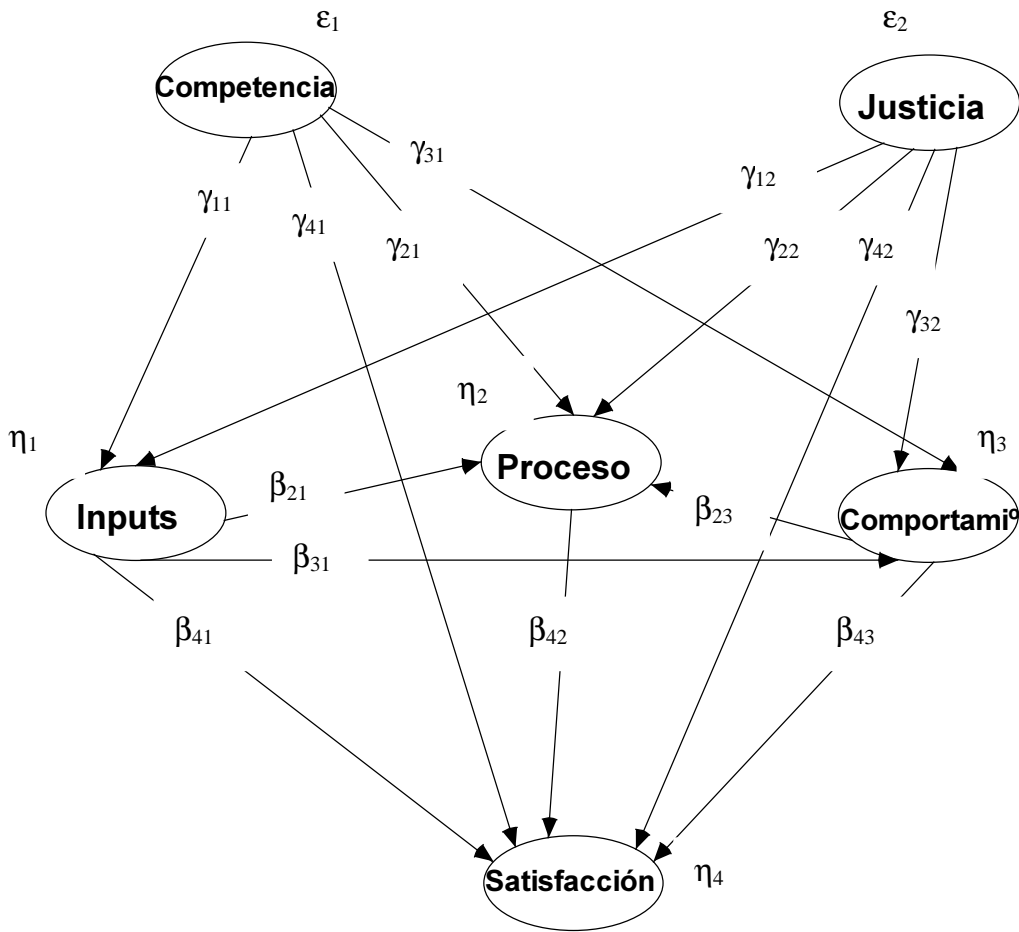 ε1
ε2
Competencia
Justicia
γ31
γ12
γ11
γ41
γ21
γ22
γ42
γ32
η2
η1
η3
Proceso
β21
β23
Inputs
Comportamiº
β31
β41
β42
β43
Satisfacción
η4